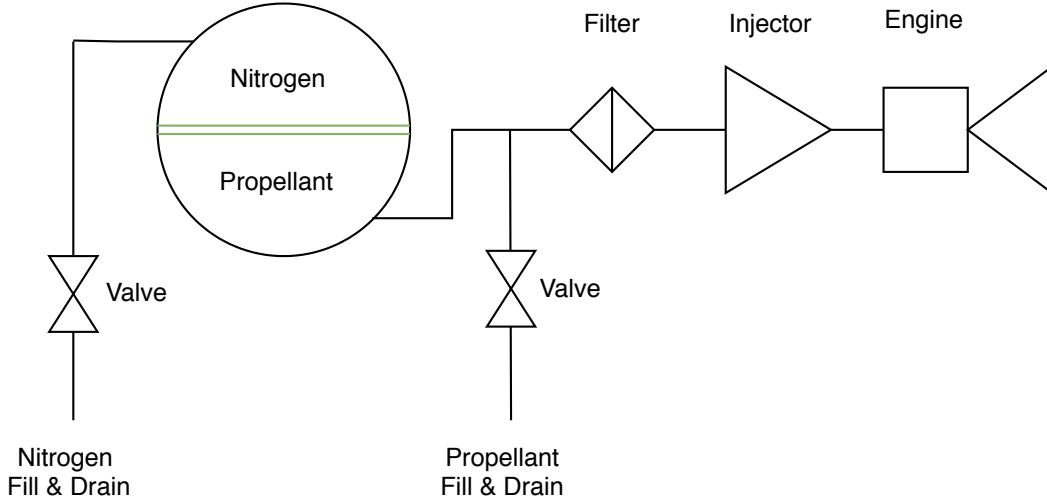 Filter
Injector
Engine
Nitrogen
Propellant
Valve
Valve
Nitrogen
Fill & Drain
Propellant
Fill & Drain